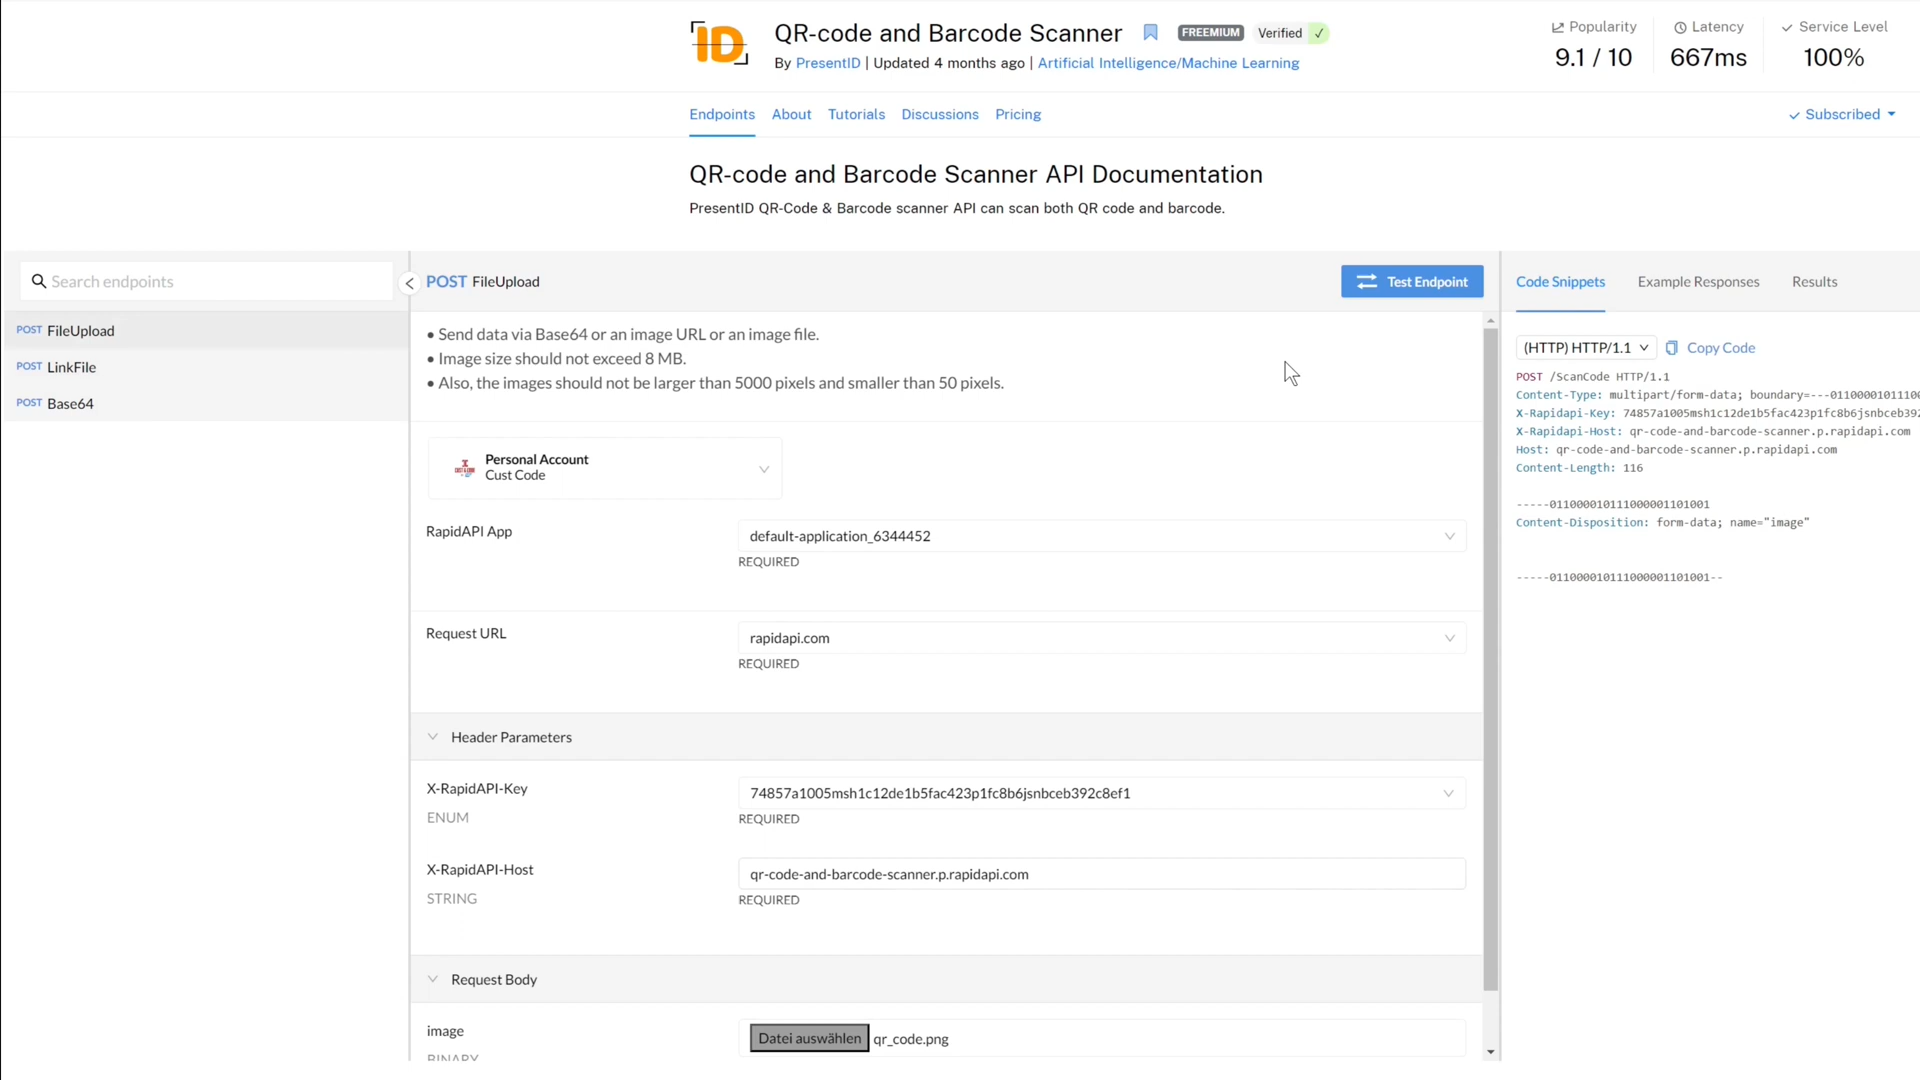 ID
QR-code and Barcode Scanner FREEMIUM Verified ✓
By PresentID | Updated 4 months ago | Artificial Intelligence/Machine Learning
Popularity
9.1 / 10
Latency
667ms
Service Level
100%
Endpoints About Tutorials Discussions Pricing
Subscribed
QR-code and Barcode Scanner API Documentation
PresentID QR-Code & Barcode scanner API can scan both QR code and barcode.
Search endpoints
POST FileUpload
POST LinkFile
POST Base64
POST FileUpload
Test Endpoint
• Send data via Base64 or an image URL or an image file.
• Image size should not exceed 8 MB.
• Also, the images should not be larger than 5000 pixels and smaller than 50 pixels.
Personal Account
Cust Code
RapidAPI App
default-application_6344452
REQUIRED
Request URL
rapidapi.com
REQUIRED
Header Parameters
X-RapidAPI-Key
ENUM
74857a1005msh1c12de1b5fac423p1fc8b6jsnbceb392c8ef1
REQUIRED
X-RapidAPI-Host
STRING
qr-code-and-barcode-scanner.p.rapidapi.com
REQUIRED
Request Body
image
BINARY
Datei auswählen qr_code.png
Code Snippets Example Responses Results
(HTTP) HTTP/1.1 Copy Code
POST /ScanCode HTTP/1.1
Content-Type: multipart/form-data; boundary=---01100001011100
X-Rapidapi-Key: 74857a1005msh1c12de1b5fac423p1fc8b6jsnbceb392
X-Rapidapi-Host: qr-code-and-barcode-scanner.p.rapidapi.com
Host: qr-code-and-barcode-scanner.p.rapidapi.com
Content-Length: 116
-----011000010111000001101001
Content-Disposition: form-data; name="image"
-----011000010111000001101001--